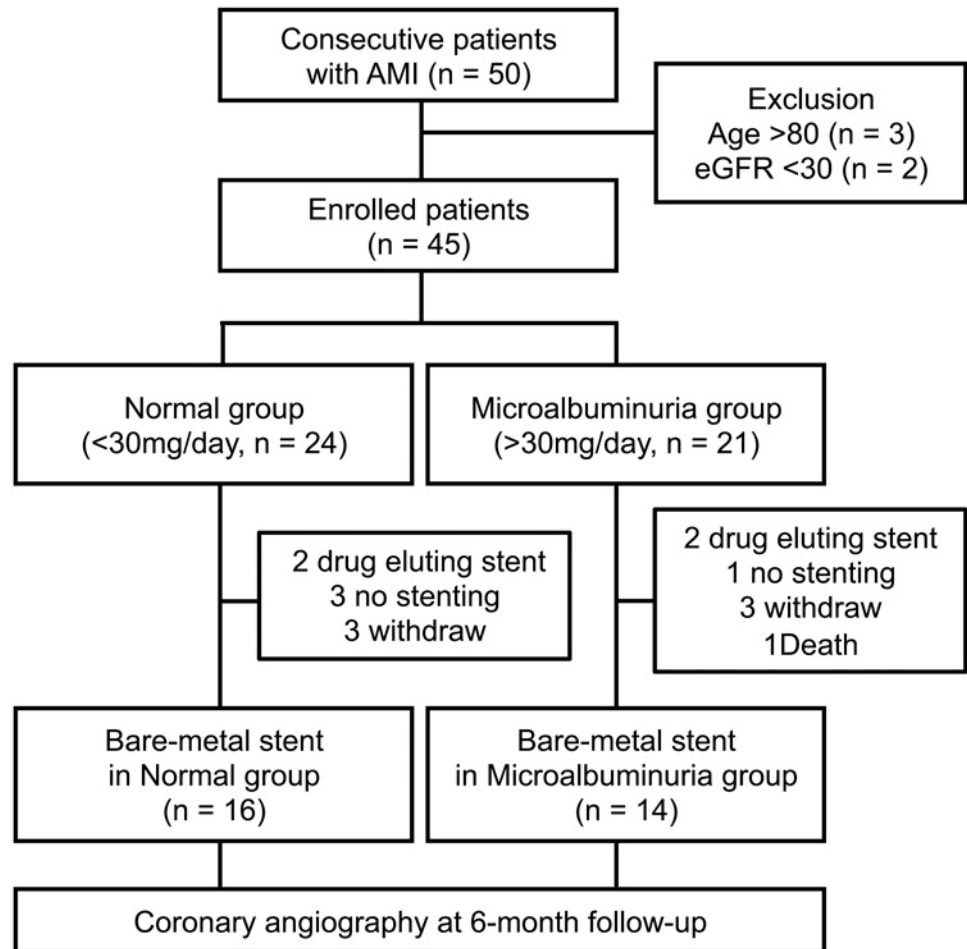 Consecutive patients
with AMI (n = 50)
Exclusion
Age >80 (n = 3)
eGFR <30 (n = 2)
Enrolled patients
(n = 45)
Normal group
(<30mg/day, n = 24)
Microalbuminuria group
(>30mg/day, n = 21)
2 drug eluting stent
3 no stenting
3 withdraw
2 drug eluting stent
1 no stenting
3 withdraw
1Death
Bare-metal stent
in Normal group
(n = 16)
Bare-metal stent
in Microalbuminuria group
(n = 14)
Coronary angiography at 6-month follow-up